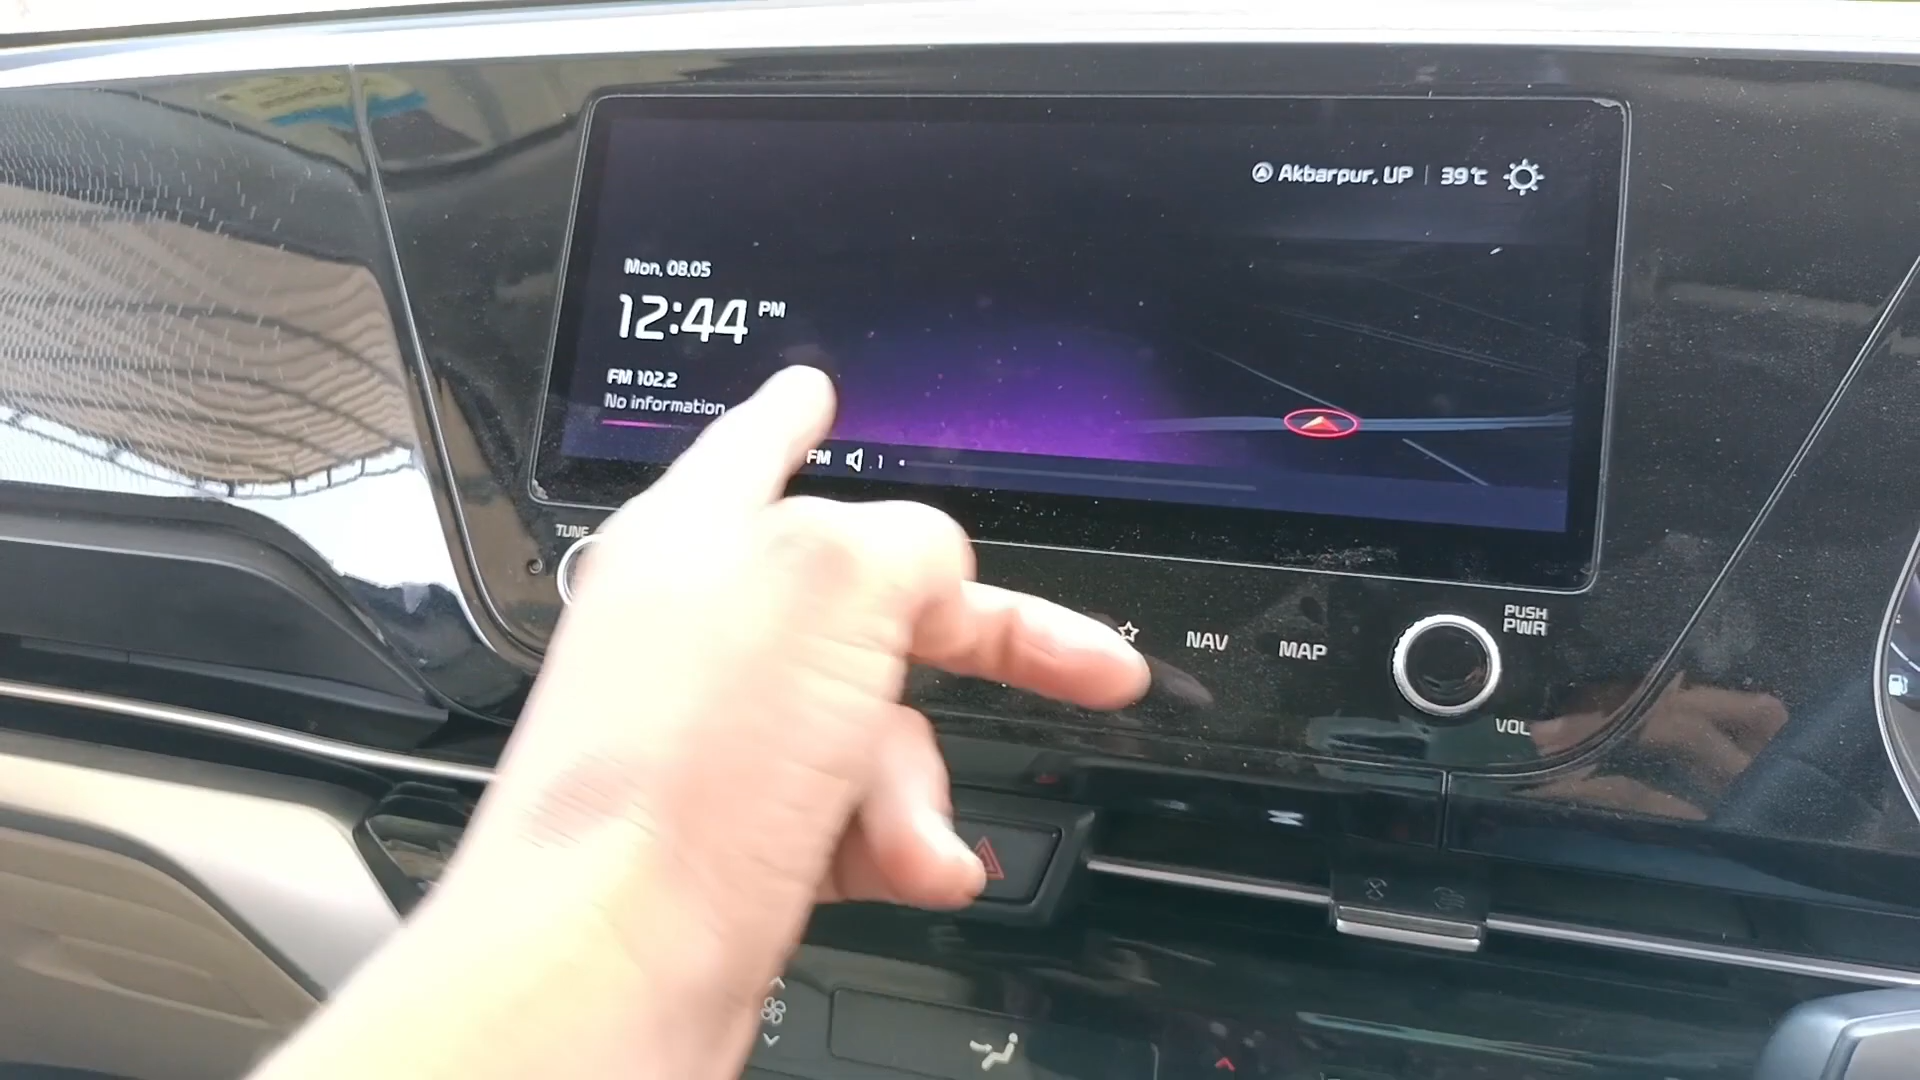 Akbarpur, UP | 39°c
Mon, 08.05
12:44 PM
FM 102.2
No information
FM 1
TUNE
NAV
MAP
PUSH
PWR
VOL